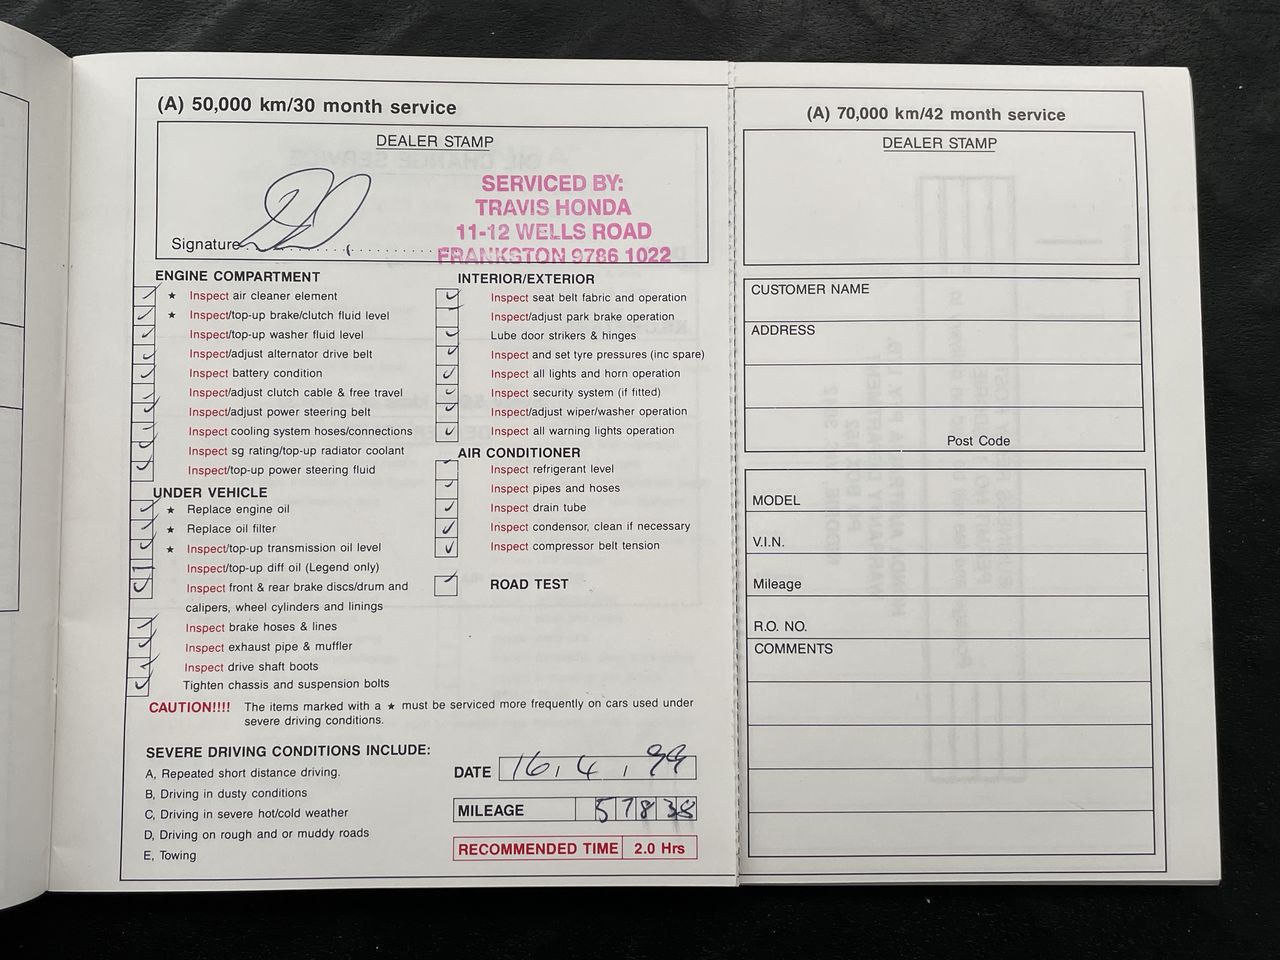 (A) 50,000 km/30 month service
DEALER STAMP
SERVICED BY:
TRAVIS HONDA
11-12 WELLS ROAD
FRANKSTON 9786 1022
Signature
ENGINE COMPARTMENT
★ Inspect air cleaner element
★ Inspect/top-up brake/clutch fluid level
Inspect/top-up washer fluid level
Inspect/adjust alternator drive belt
Inspect battery condition
Inspect/adjust clutch cable & free travel
Inspect/adjust power steering belt
Inspect cooling system hoses/connections
Inspect sg rating/top-up radiator coolant
Inspect/top-up power steering fluid
UNDER VEHICLE
★ Replace engine oil
★ Replace oil filter
★ Inspect/top-up transmission oil level
Inspect/top-up diff oil (Legend only)
Inspect front & rear brake discs/drum and
calipers, wheel cylinders and linings
Inspect brake hoses & lines
Inspect exhaust pipe & muffler
Inspect drive shaft boots
Tighten chassis and suspension bolts
INTERIOR/EXTERIOR
Inspect seat belt fabric and operation
Inspect/adjust park brake operation
Lube door strikers & hinges
Inspect and set tyre pressures (inc spare)
Inspect all lights and horn operation
Inspect security system (if fitted)
Inspect/adjust wiper/washer operation
Inspect all warning lights operation
AIR CONDITIONER
Inspect refrigerant level
Inspect pipes and hoses
Inspect drain tube
Inspect condensor, clean if necessary
Inspect compressor belt tension
ROAD TEST
CAUTION!!!! The items marked with a ★ must be serviced more frequently on cars used under
severe driving conditions.
SEVERE DRIVING CONDITIONS INCLUDE:
A, Repeated short distance driving.
B, Driving in dusty conditions
C, Driving in severe hot/cold weather
D, Driving on rough and or muddy roads
E, Towing
DATE 16, 4, 99
MILEAGE 57838
RECOMMENDED TIME 2.0 Hrs
(A) 70,000 km/42 month service
DEALER STAMP
CUSTOMER NAME
ADDRESS
Post Code
MODEL
V.I.N.
Mileage
R.O. NO.
COMMENTS